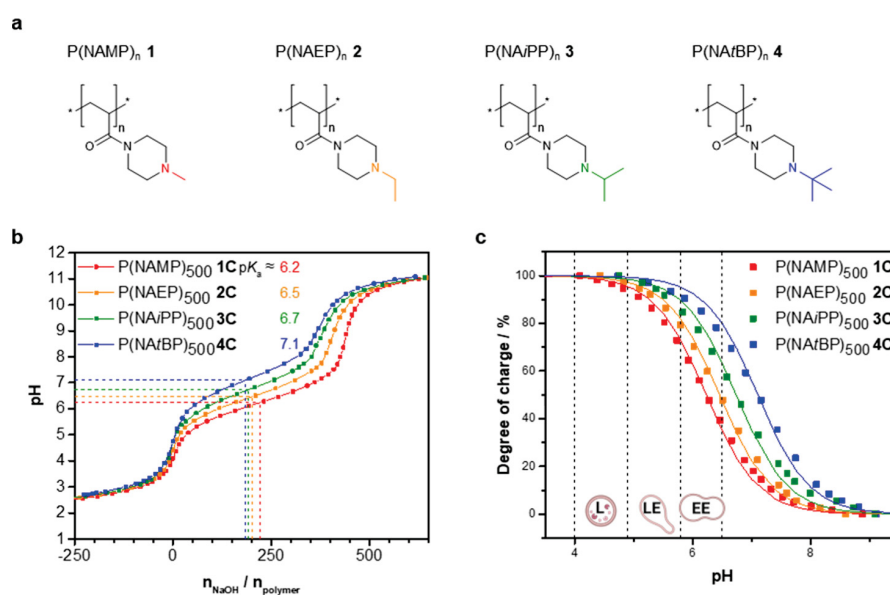 a
P(NAMP)n 1
P(NAEP)n 2
P(NAiPP)n 3
P(NAtBP)n 4
* * n
* * n
* * n
* * n
O N
O N
O N
O N
N
N
N
N
b
12
11
10
9
8
7
6
5
4
3
2
1
pH
P(NAMP)500 1C pKa ≈ 6.2
P(NAEP)500 2C 6.5
P(NAiPP)500 3C 6.7
P(NAtBP)500 4C 7.1
-250 0 250 500
nNaOH / npolymer
c
100
80
60
40
20
0
Degree of charge / %
P(NAMP)500 1C
P(NAEP)500 2C
P(NAiPP)500 3C
P(NAtBP)500 4C
L LE EE
4 6 8
pH